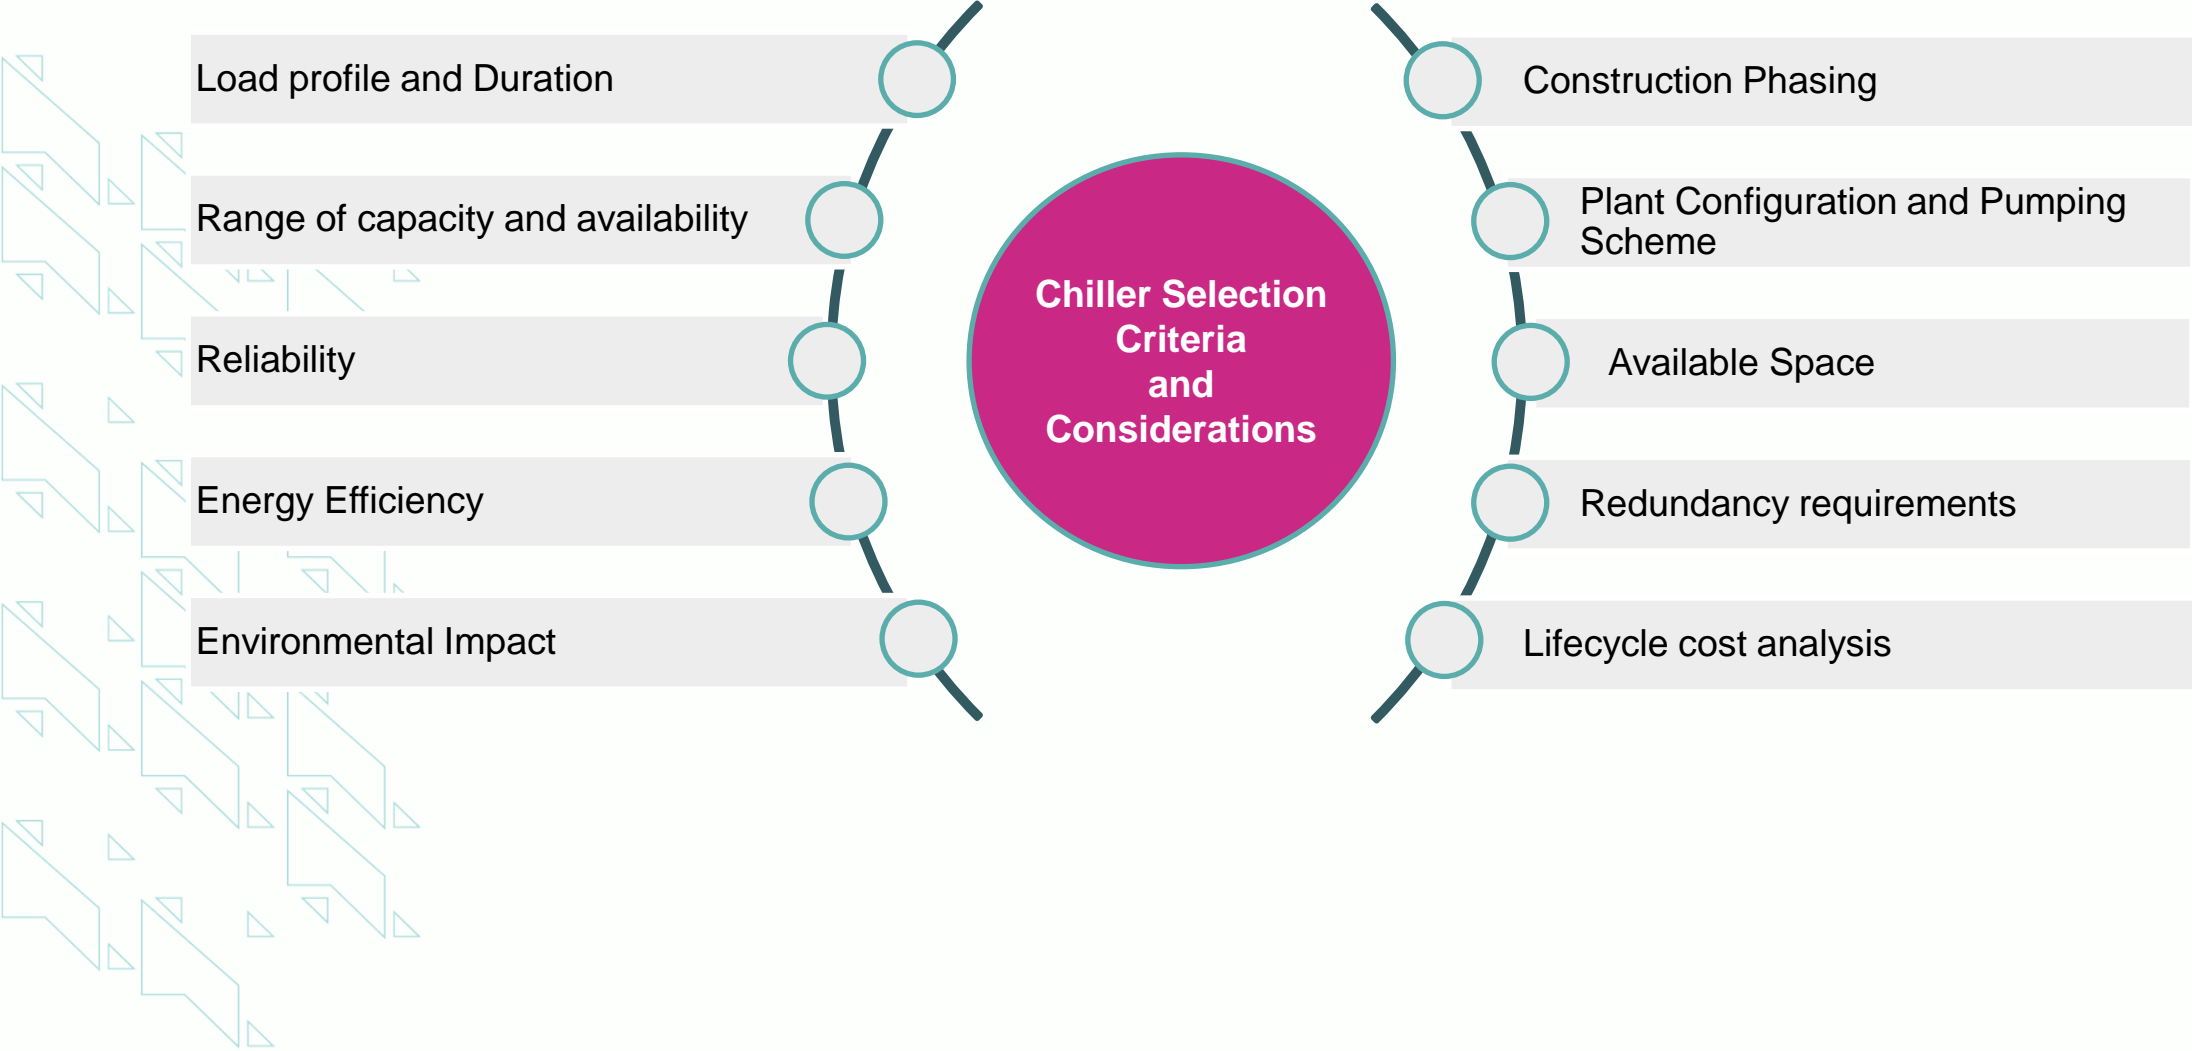 Load profile and Duration
Range of capacity and availability
Reliability
Energy Efficiency
Environmental Impact
Chiller Selection
Criteria
and
Considerations
Construction Phasing
Plant Configuration and Pumping
Scheme
Available Space
Redundancy requirements
Lifecycle cost analysis